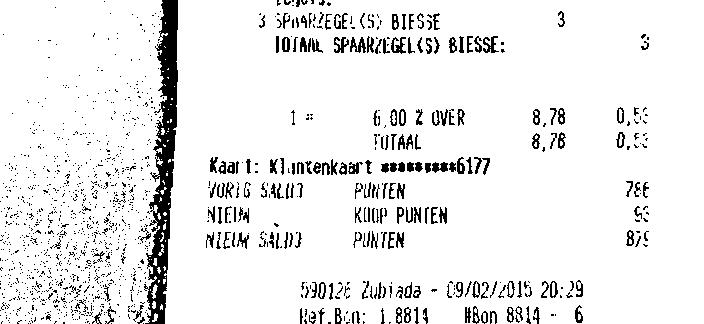 3 SPAARZEGEL(S) BIESSE 3
TOTAAL SPAARZEGEL(S) BIESSE: 3
1 = 6,00 % OVER 8,78 0,53
TOTAAL 8,78 0,53
Kaart: Klantenkaart *********6177
VORIG SALDO PUNTEN 786
NIEUW KOOP PUNTEN 93
NIEUW SALDO PUNTEN 879
590126 Zubiada - 09/02/2015 20:29
Ref.Bon: 1.8814 #Bon 8814 - 6